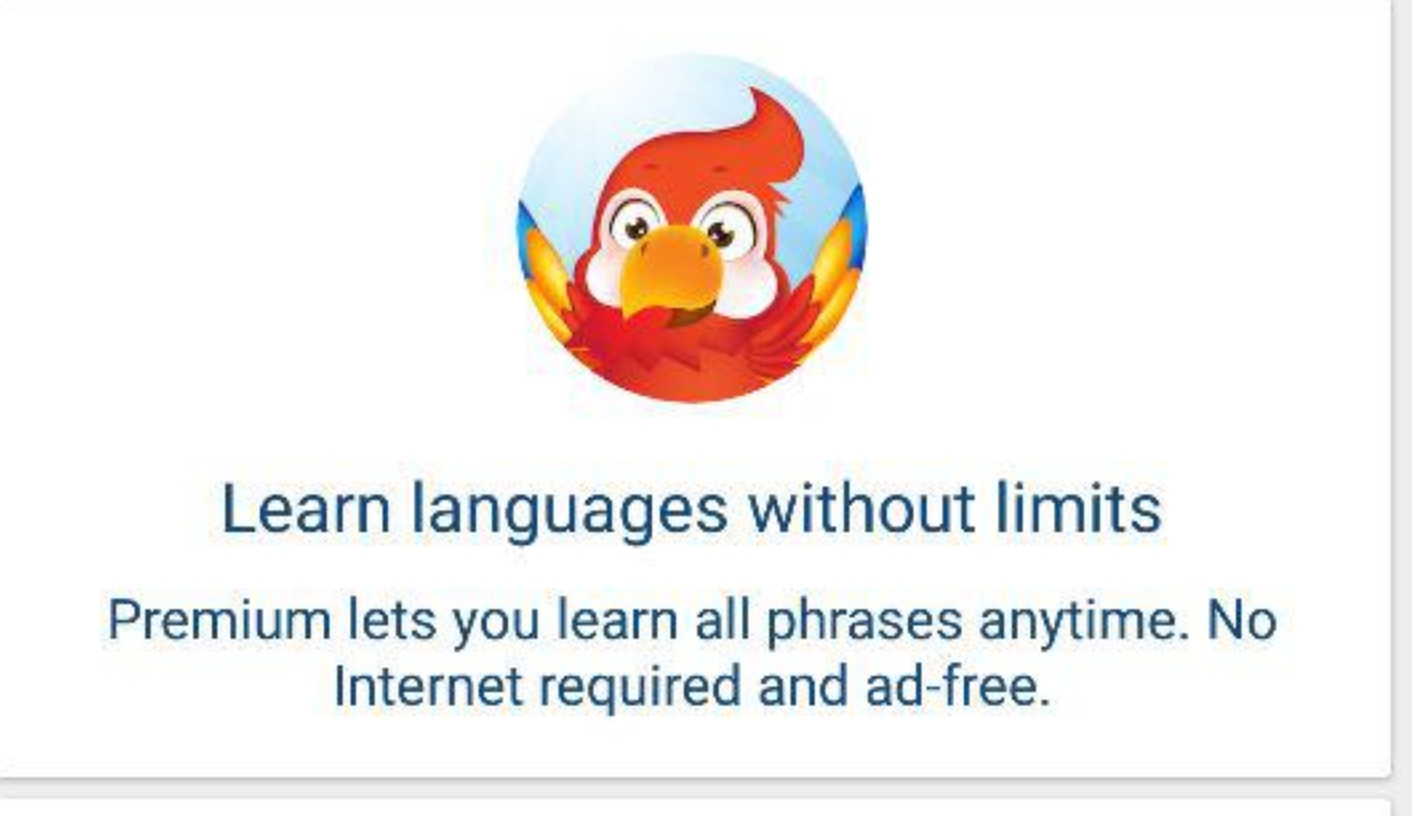 Learn languages without limits
Premium lets you learn all phrases anytime. No
Internet required and ad-free.